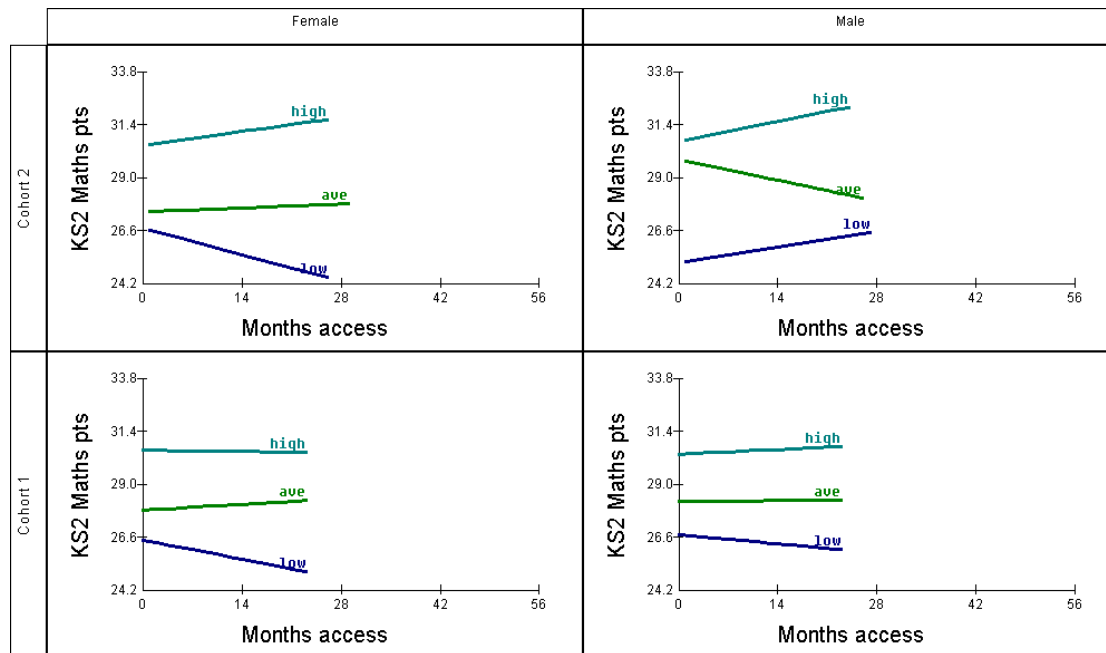 Female
Male
Cohort 2
KS2 Maths pts
33.8
31.4
29.0
26.6
24.2
high
ave
low
0 14 28 42 56
Months access
KS2 Maths pts
33.8
31.4
29.0
26.6
24.2
high
ave
low
0 14 28 42 56
Months access
Cohort 1
KS2 Maths pts
33.8
31.4
29.0
26.6
24.2
high
ave
low
0 14 28 42 56
Months access
KS2 Maths pts
33.8
31.4
29.0
26.6
24.2
high
ave
low
0 14 28 42 56
Months access